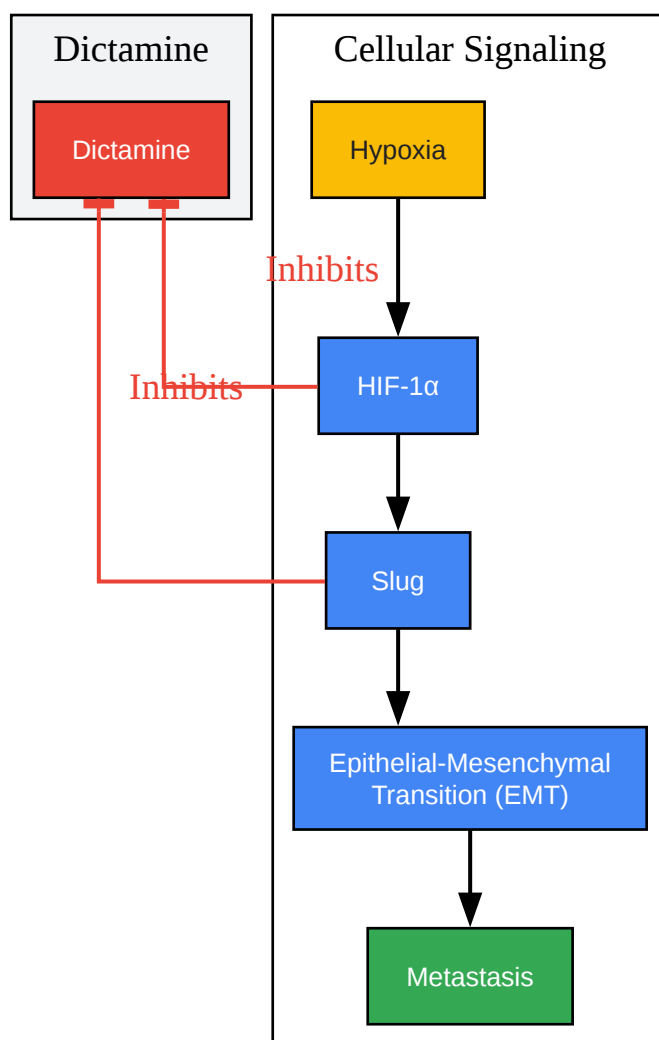 Dictamine
Cellular Signaling
Dictamine
Hypoxia
Inhibits
HIF-1α
Inhibits
Slug
Epithelial-Mesenchymal
Transition (EMT)
Metastasis